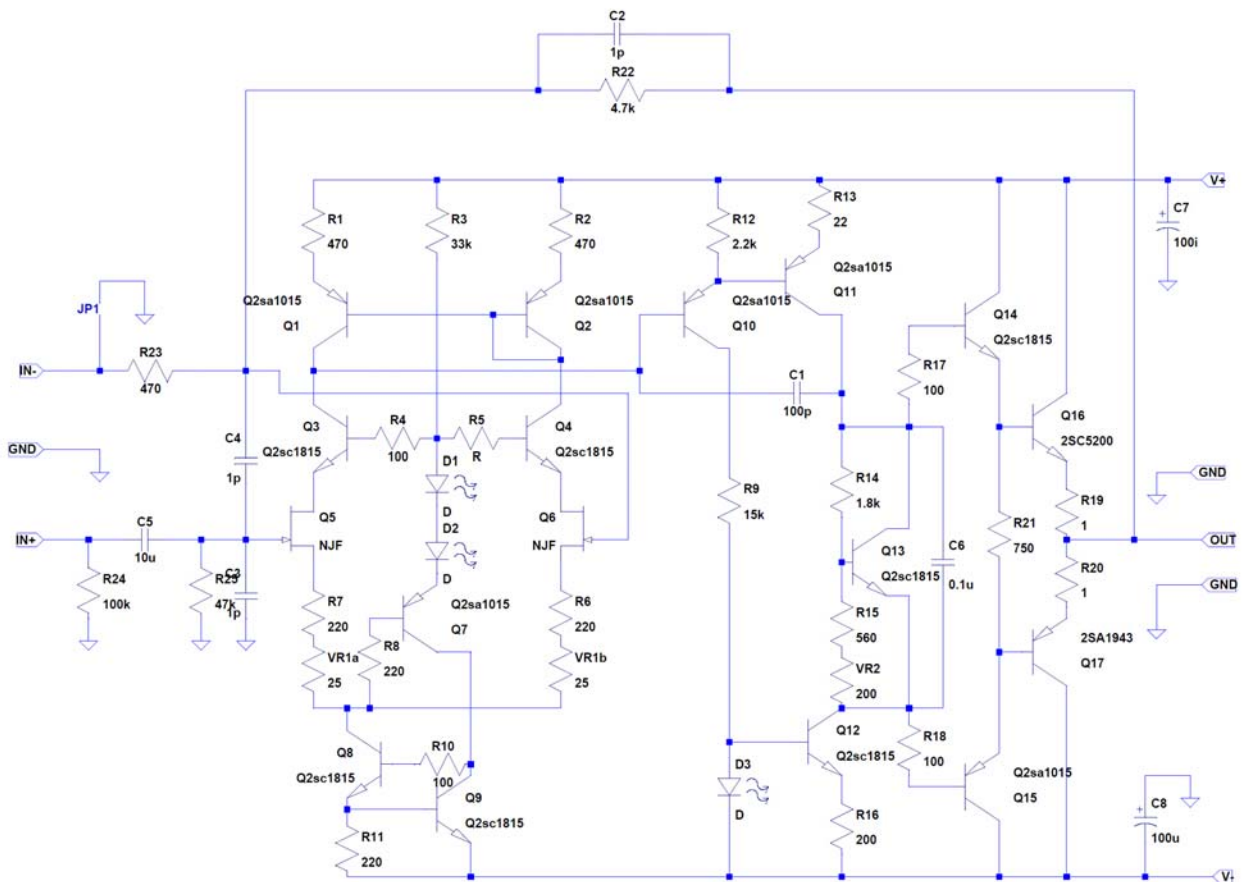 C2
1p
R22
4.7k
V+
R1
470
R3
33k
R2
470
R12
2.2k
R13
22
C7
100i
Q2sa1015
Q1
Q2sa1015
Q2
Q2sa1015
Q10
Q2sa1015
Q11
JP1
Q14
Q2sc1815
R23
470
IN-
R17
100
C1
100p
Q3
Q2sc1815
R4
100
R5
R
Q4
Q2sc1815
Q16
2SC5200
GND
C4
1p
D1
D
D2
D
R9
15k
R14
1.8k
GND
R19
1
IN+
C5
10u
Q5
NJF
Q6
NJF
R21
750
OUT
R24
100k
R25
47k
C3
1p
Q13
Q2sc1815
C6
0.1u
R20
1
GND
R7
220
Q2sa1015
Q7
R6
220
R15
560
2SA1943
Q17
R8
220
VR1a
25
VR1b
25
VR2
200
Q8
Q2sc1815
R10
100
Q12
Q2sc1815
R18
100
D3
D
Q9
Q2sc1815
Q2sa1015
Q15
R11
220
R16
200
C8
100u
V-